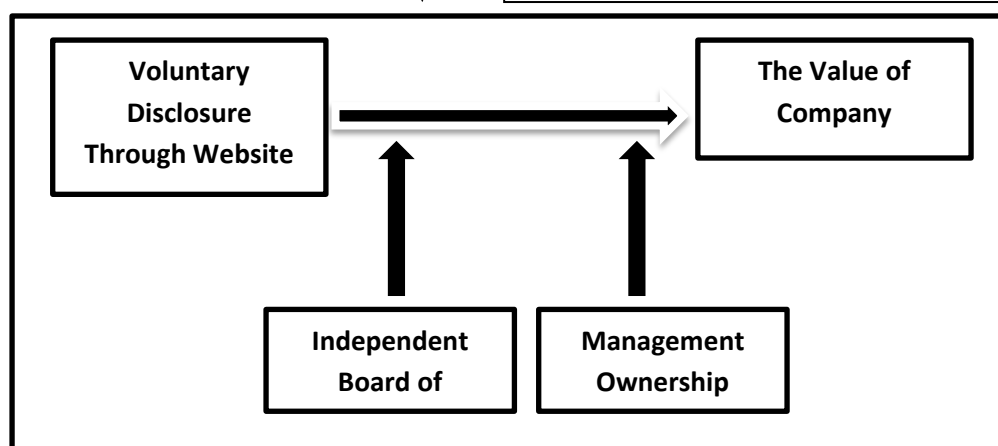 Voluntary
Disclosure
Through Website
The Value of
Company
Independent
Board of
Management
Ownership